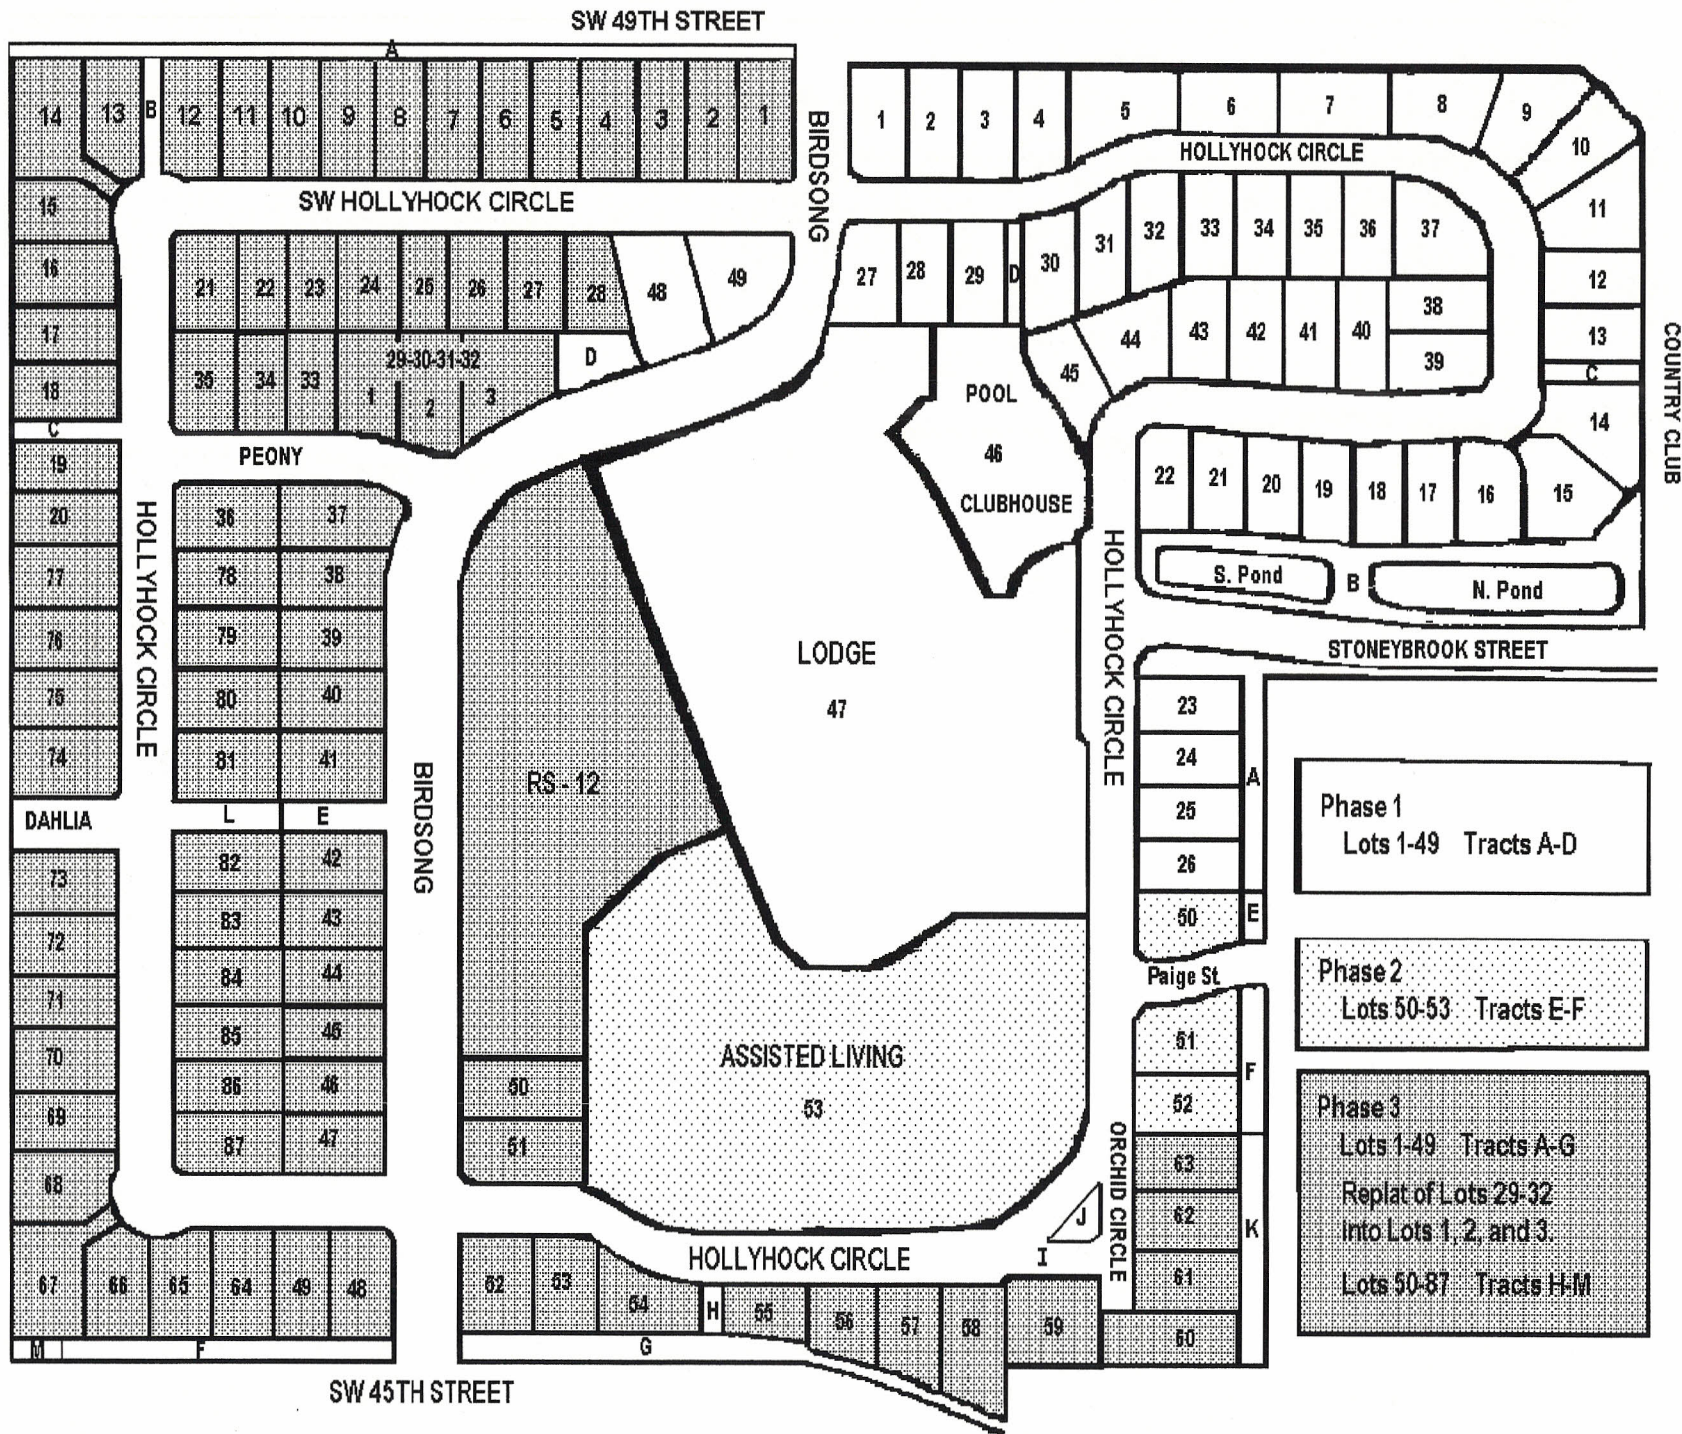 SW 49TH STREET
A
14 13 B 12 11 10 9 8 7 6 5 4 3 2 1
BIRDSONG
1 2 3 4 5 6 7 8 9 10
HOLLYHOCK CIRCLE
SW HOLLYHOCK CIRCLE
15
16
17
18
C
19
20
77
76
75
74
DAHLIA
73
72
71
70
69
68
67 66 65 64 49 48
M F
SW 45TH STREET
21 22 23 24 25 26 27 28 48 49
29-30-31-32
35 34 33 1 2 3 D
PEONY
HOLLYHOCK CIRCLE
36 37
78 38
79 39
80 40
81 41
L E
82 42
83 43
84 44
85 45
86 46
87 47
BIRDSONG
RS - 12
50
51
27 28 29 D 30 31 32 33 34 35 36 37
38
39
45 44 43 42 41 40
11
12
13
C
14
COUNTRY CLUB
POOL
46
CLUBHOUSE
22 21 20 19 18 17 16 15
S. Pond B N. Pond
STONEYBROOK STREET
HOLLYHOCK CIRCLE
LODGE
47
23
24
25
26
A
50 E
Paige St.
51
52
F
63
62
61
60
K
ORCHID CIRCLE
ASSISTED LIVING
53
J
I
HOLLYHOCK CIRCLE
52 53 54 H 55 56 57 58 59
G
Phase 1
Lots 1-49 Tracts A-D
Phase 2
Lots 50-53 Tracts E-F
Phase 3
Lots 1-49 Tracts A-G
Replat of Lots 29-32
into Lots 1, 2, and 3.
Lots 50-87 Tracts H-M